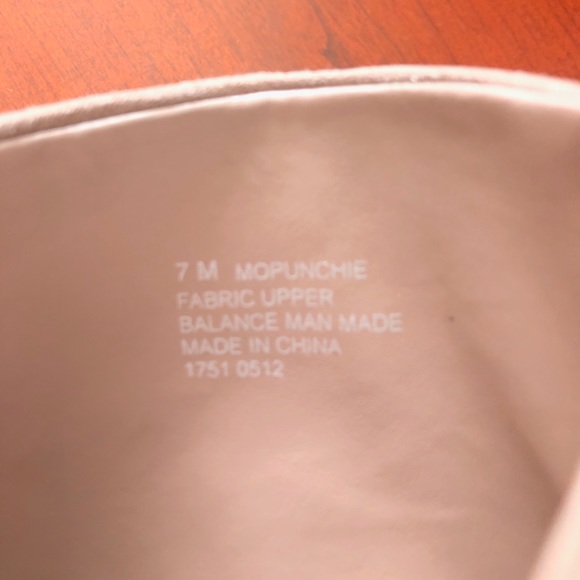 7 M MOPUNCHIE
FABRIC UPPER
BALANCE MAN MADE
MADE IN CHINA
1751 0512